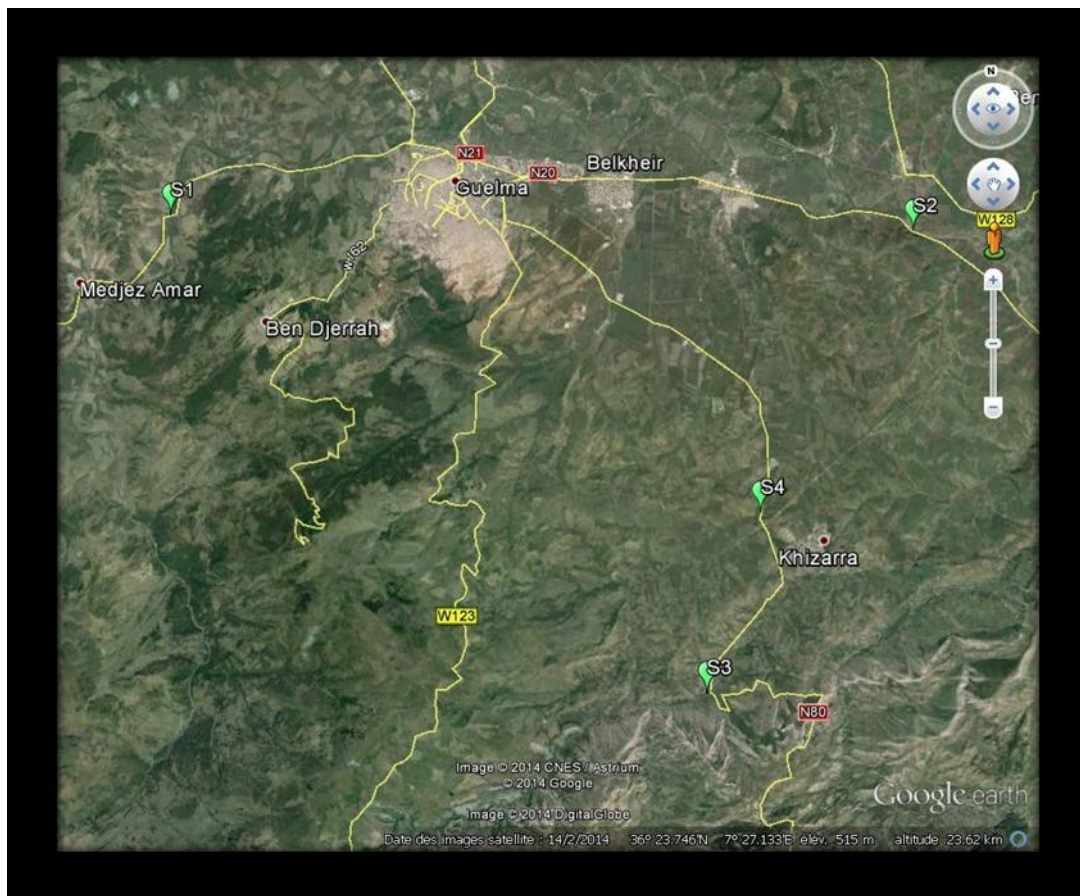 N
Ben
N21
Belkheir
N20
S1
Guelma
S2
W128
W162
Medjez Amar
Ben Djerrah
S4
Khizarra
W123
S3
N80
Image © 2014 CNES / Astrium
© 2014 Google
Image © 2014 DigitalGlobe
Google earth
Date des images satellite : 14/2/2014 36° 23.746'N 7° 27.133'E élév. 515 m altitude 23.62 km